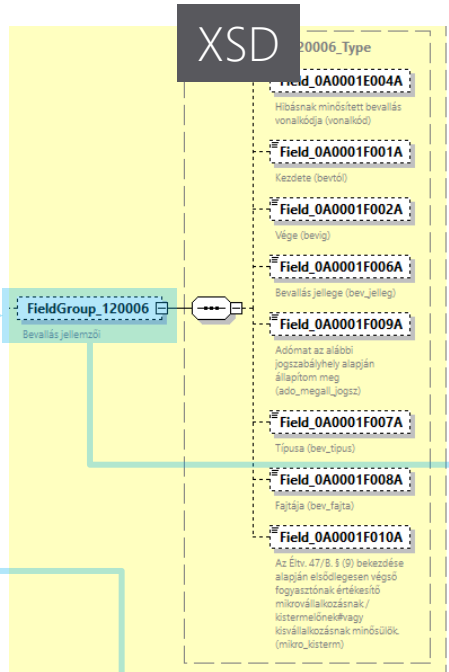 XSD
20006_Type
Field_0A0001E004A
Hibásnak minősített bevallás
vonalkódja (vonalkód)
Field_0A0001F001A
Kezdete (bevtól)
Field_0A0001F002A
Vége (bevig)
Field_0A0001F006A
Bevallás jellege (bev_jelleg)
FieldGroup_120006
Bevallás jellemzői
Field_0A0001F009A
Adómat az alábbi
jogszabályhely alapján
állapítom meg
(ado_megall_jogsz)
Field_0A0001F007A
Típusa (bev_tipus)
Field_0A0001F008A
Fajtája (bev_fajta)
Field_0A0001F010A
Az Éltv. 47/B. § (9) bekezdése
alapján elsődlegesen végső
fogyasztónak értékesítő
mikrovállalkozásnak /
kistermelőnek#vagy
kisvállalkozásnak minősülök.
(mikro_kisterm)